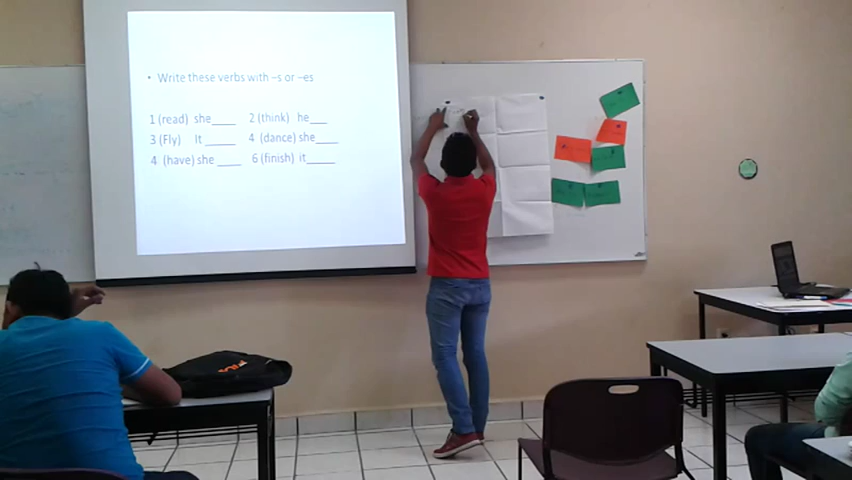 • Write these verbs with –s or –es
1 (read) she____ 2 (think) he___
3 (Fly) It _____ 4 (dance) she____
4 (have) she ____ 6 (finish) it_____